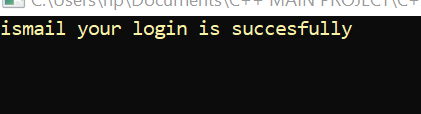 C:\Users\hp\Documents\C++ MAIN PROJECT\C+
ismail your login is succesfully